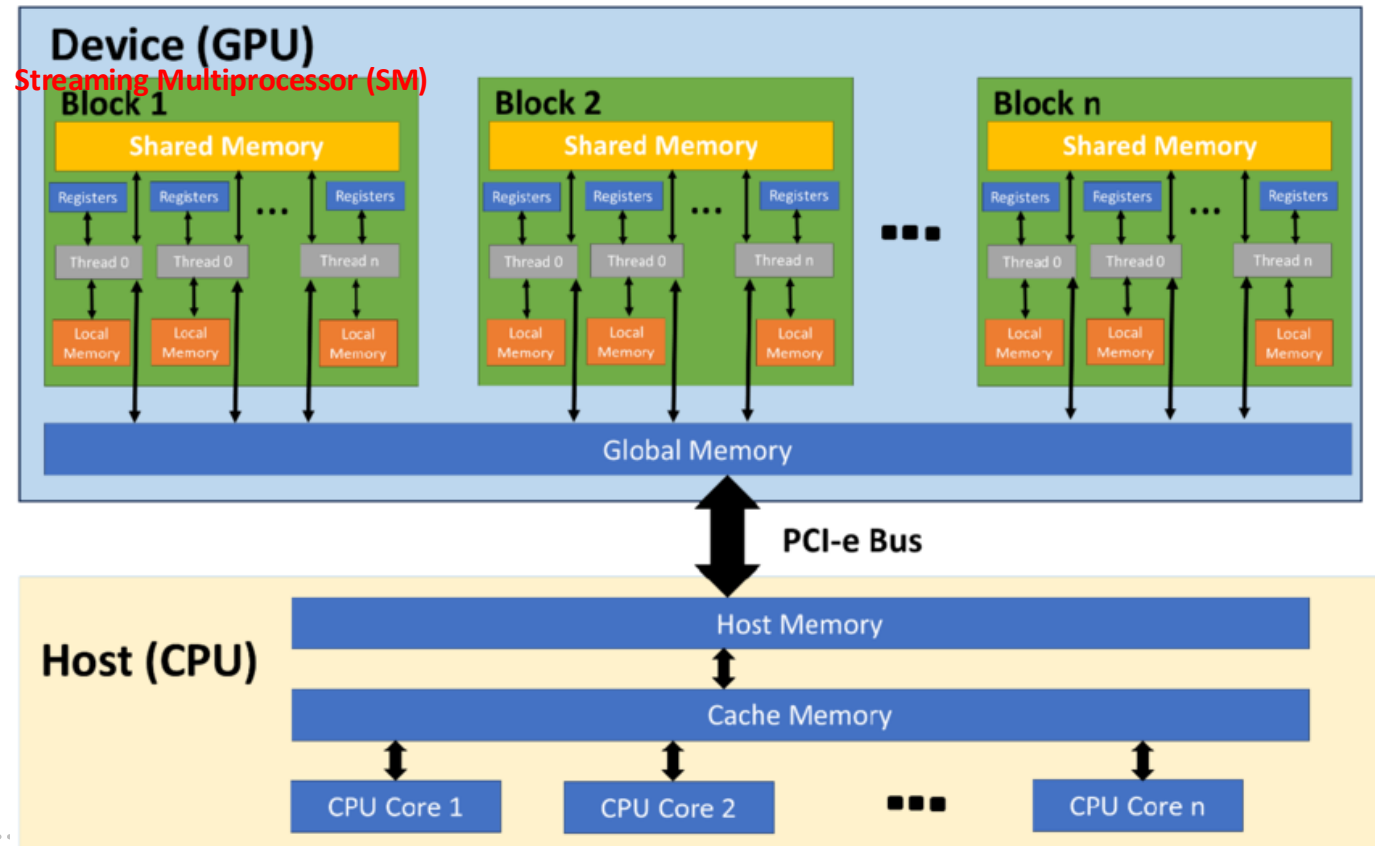 Device (GPU)
Streaming Multiprocessor (SM)
Block 1
Shared Memory
Registers
Registers
...
Registers
Thread 0
Thread 0
Thread n
Local
Memory
Local
Memory
Local
Memory
Block 2
Shared Memory
Registers
Registers
...
Registers
Thread 0
Thread 0
Thread n
Local
Memory
Local
Memory
Local
Memory
...
Block n
Shared Memory
Registers
Registers
...
Registers
Thread 0
Thread 0
Thread n
Local
Memory
Local
Memory
Local
Memory
Global Memory
PCI-e Bus
Host (CPU)
Host Memory
Cache Memory
CPU Core 1
CPU Core 2
...
CPU Core n